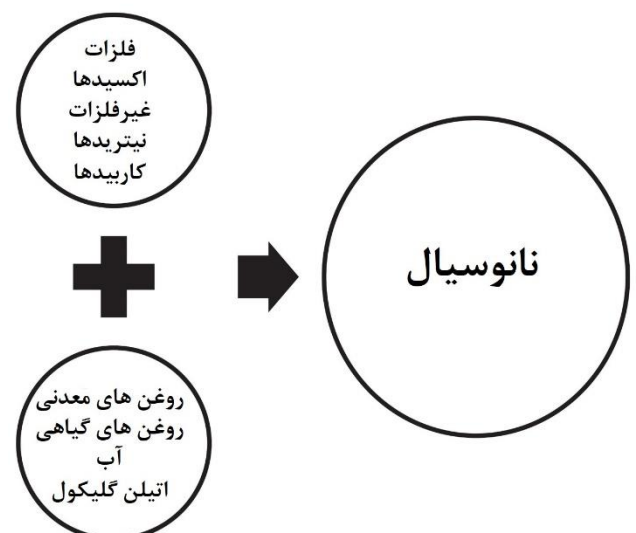 فلزات
اکسیدها
غیرفلزات
نیتریدها
کاربیدها
نانوسیال
روغن های معدنی
روغن های گیاهی
آب
اتیلن گلیکول